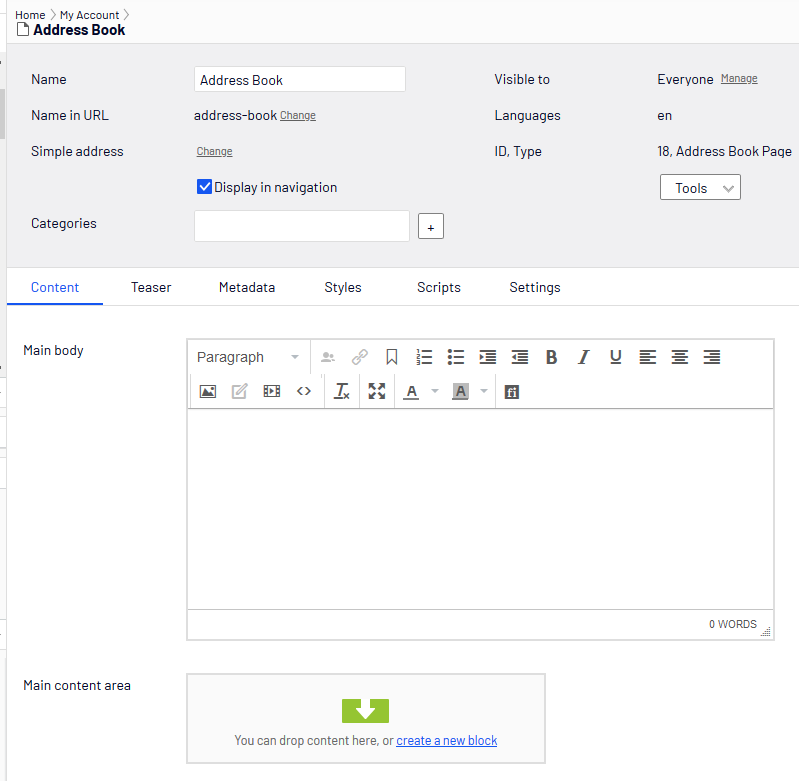 Home > My Account >
Address Book
Name Address Book Visible to Everyone Manage
Name in URL address-book Change Languages en
Simple address Change ID, Type 18, Address Book Page
Display in navigation Tools
Categories +
Content Teaser Metadata Styles Scripts Settings
Main body
Paragraph B I U
A A
0 WORDS
Main content area
You can drop content here, or create a new block